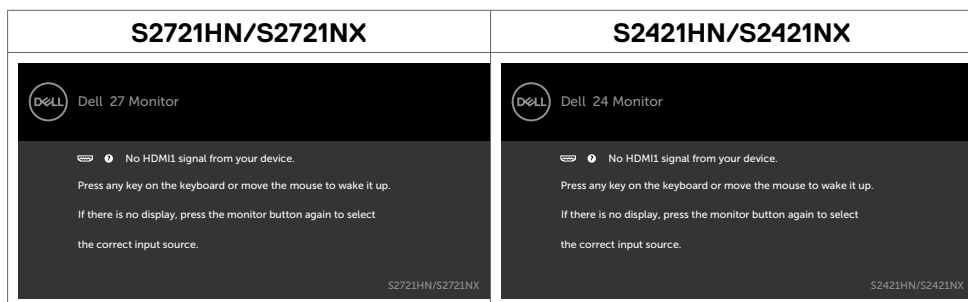 S2721HN/S2721NX
S2421HN/S2421NX
DELL
Dell 27 Monitor
? No HDMI1 signal from your device.
Press any key on the keyboard or move the mouse to wake it up.
If there is no display, press the monitor button again to select
the correct input source.
S2721HN/S2721NX
DELL
Dell 24 Monitor
? No HDMI1 signal from your device.
Press any key on the keyboard or move the mouse to wake it up.
If there is no display, press the monitor button again to select
the correct input source.
S2421HN/S2421NX